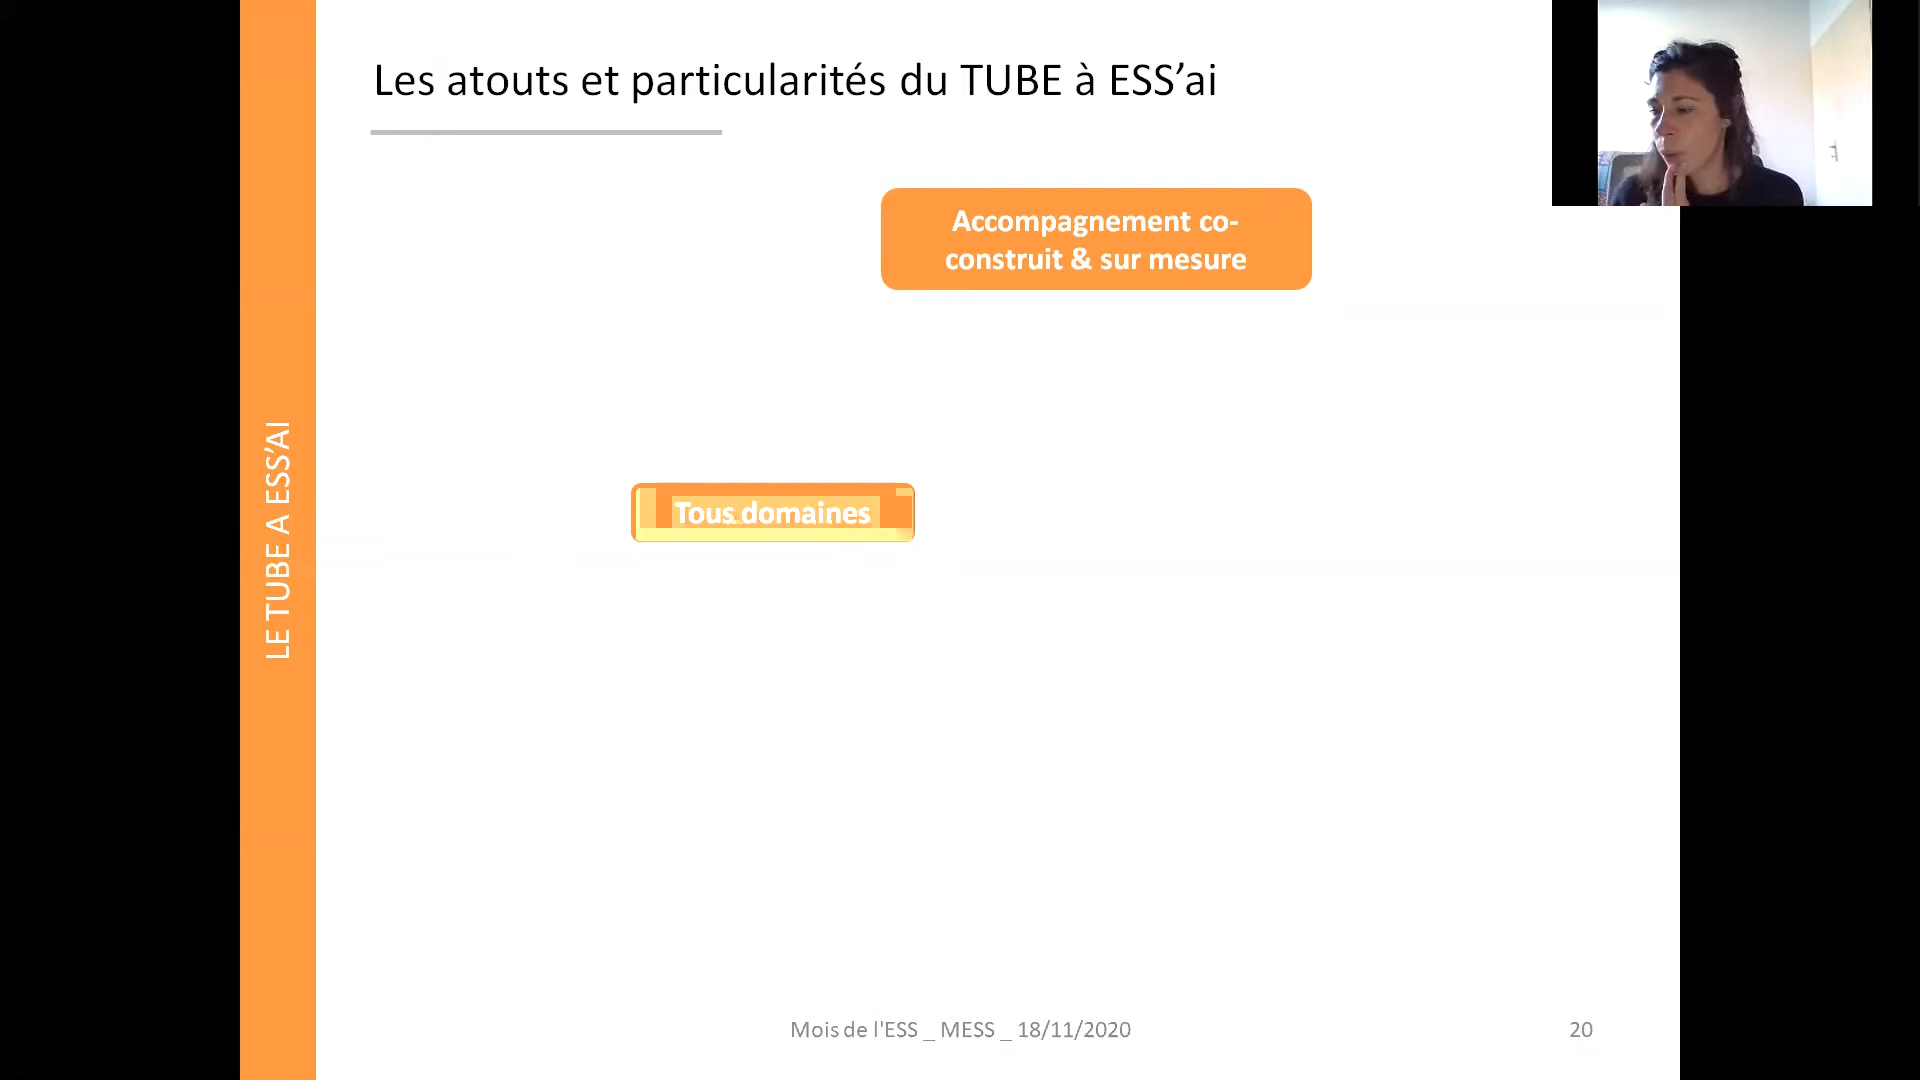 Les atouts et particularités du TUBE à ESS’ai
Accompagnement co-
construit & sur mesure
LE TUBE A ESS’AI
Tous domaines
Mois de l'ESS _ MESS _ 18/11/2020
20